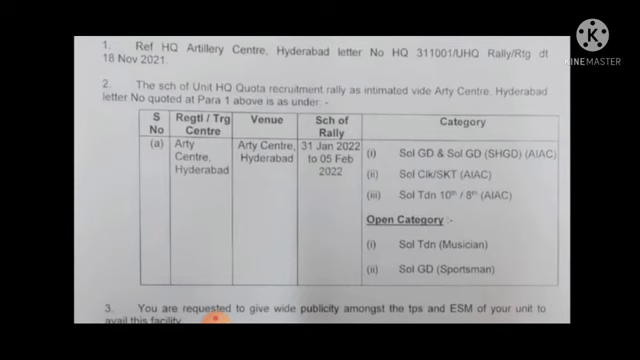 1. Ref HQ Artillery Centre, Hyderabad letter No HQ 311001/UHQ Rally/Rtg dt
18 Nov 2021.
2. The sch of Unit HQ Quota recruitment rally as intimated vide Arty Centre, Hyderabad
letter No quoted at Para 1 above is as under: -
S No Regtl / Trg Centre Venue Sch of Rally Category
(a) Arty Centre, Hyderabad Arty Centre, Hyderabad 31 Jan 2022 to 05 Feb 2022
(i) Sol GD & Sol GD (SHGD) (AIAC)
(ii) Sol Clk/SKT (AIAC)
(iii) Sol Tdn 10th / 8th (AIAC)
Open Category :-
(i) Sol Tdn (Musician)
(ii) Sol GD (Sportsman)
3. You are requested to give wide publicity amongst the tps and ESM of your unit to
avail this facility
K
KINEMASTER